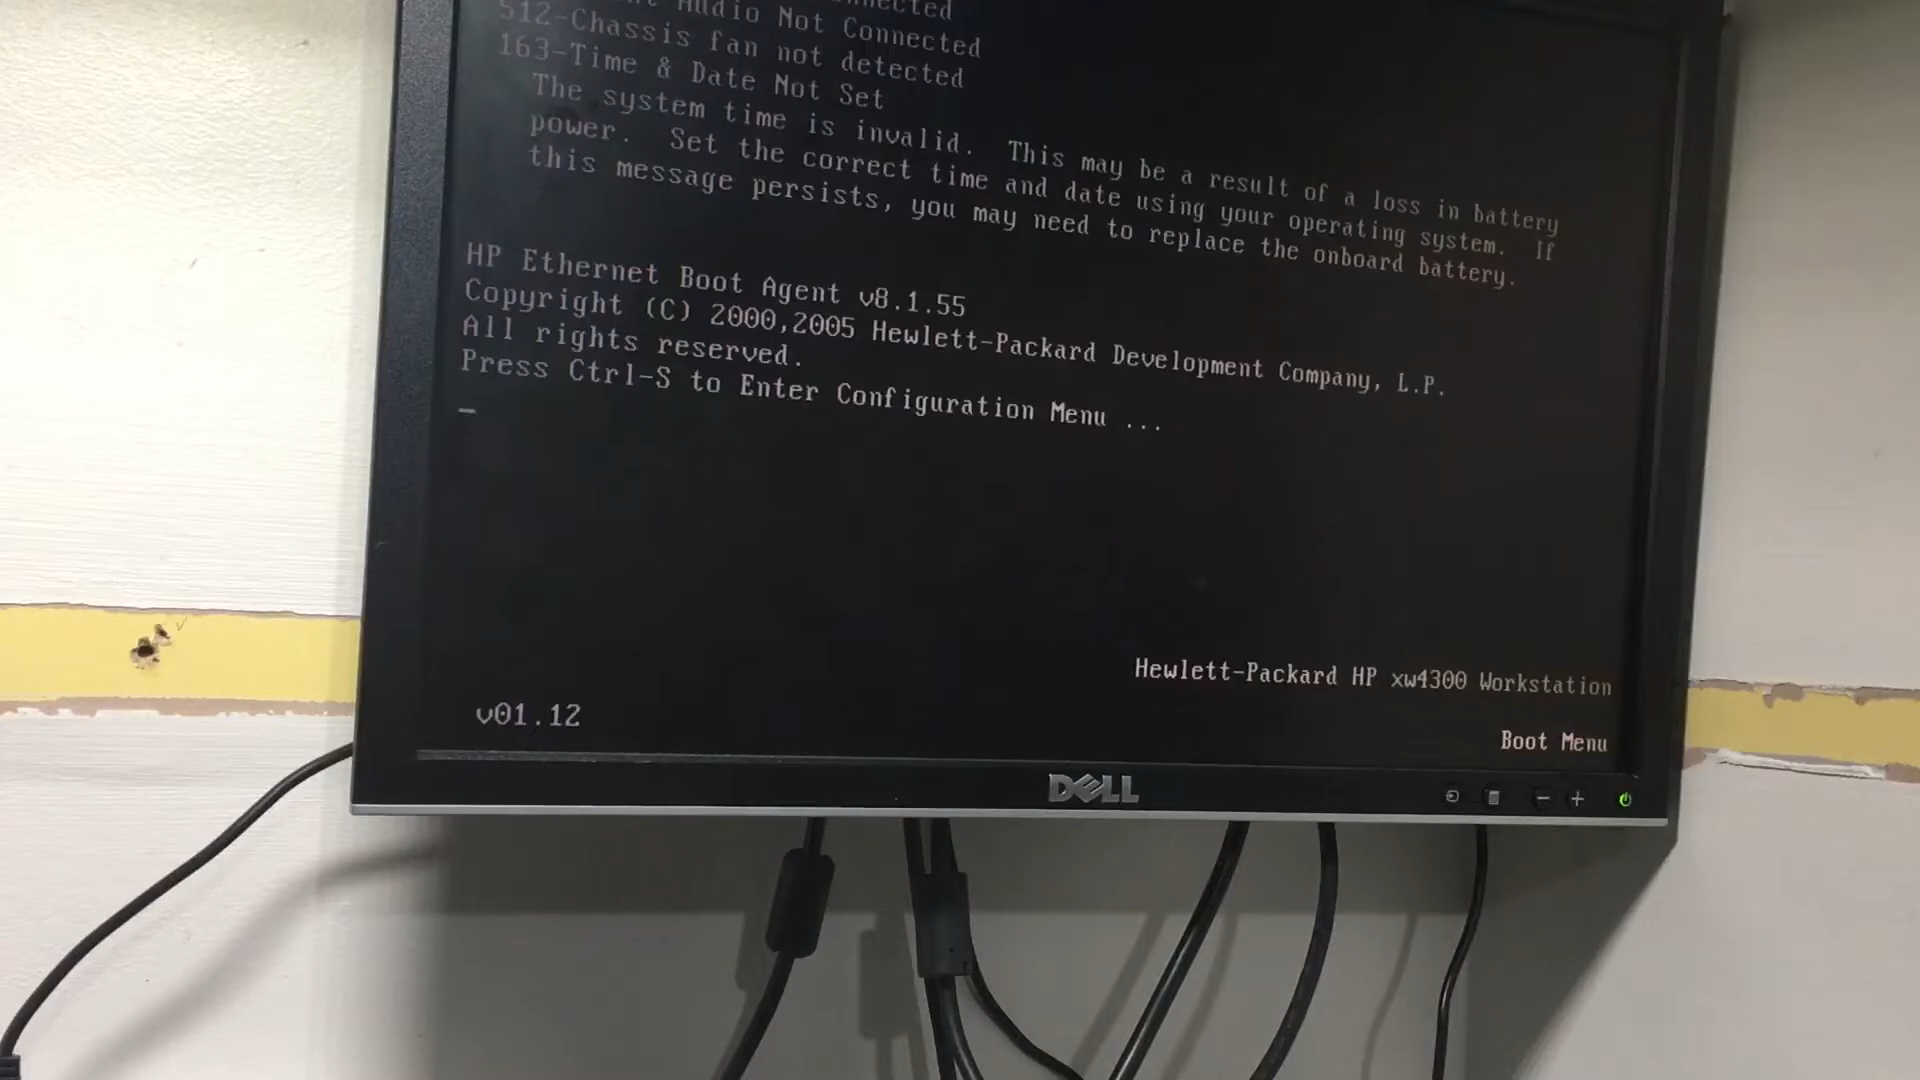 Audio Not Connected
512-Chassis fan not detected
163-Time & Date Not Set
The system time is invalid.  This may be a result of a loss in battery
power.  Set the correct time and date using your operating system.  If
this message persists, you may need to replace the onboard battery.
HP Ethernet Boot Agent v8.1.55
Copyright (C) 2000,2005 Hewlett-Packard Development Company, L.P.
All rights reserved.
Press Ctrl-S to Enter Configuration Menu ...
Hewlett-Packard HP xw4300 Workstation
v01.12
Boot Menu
DELL